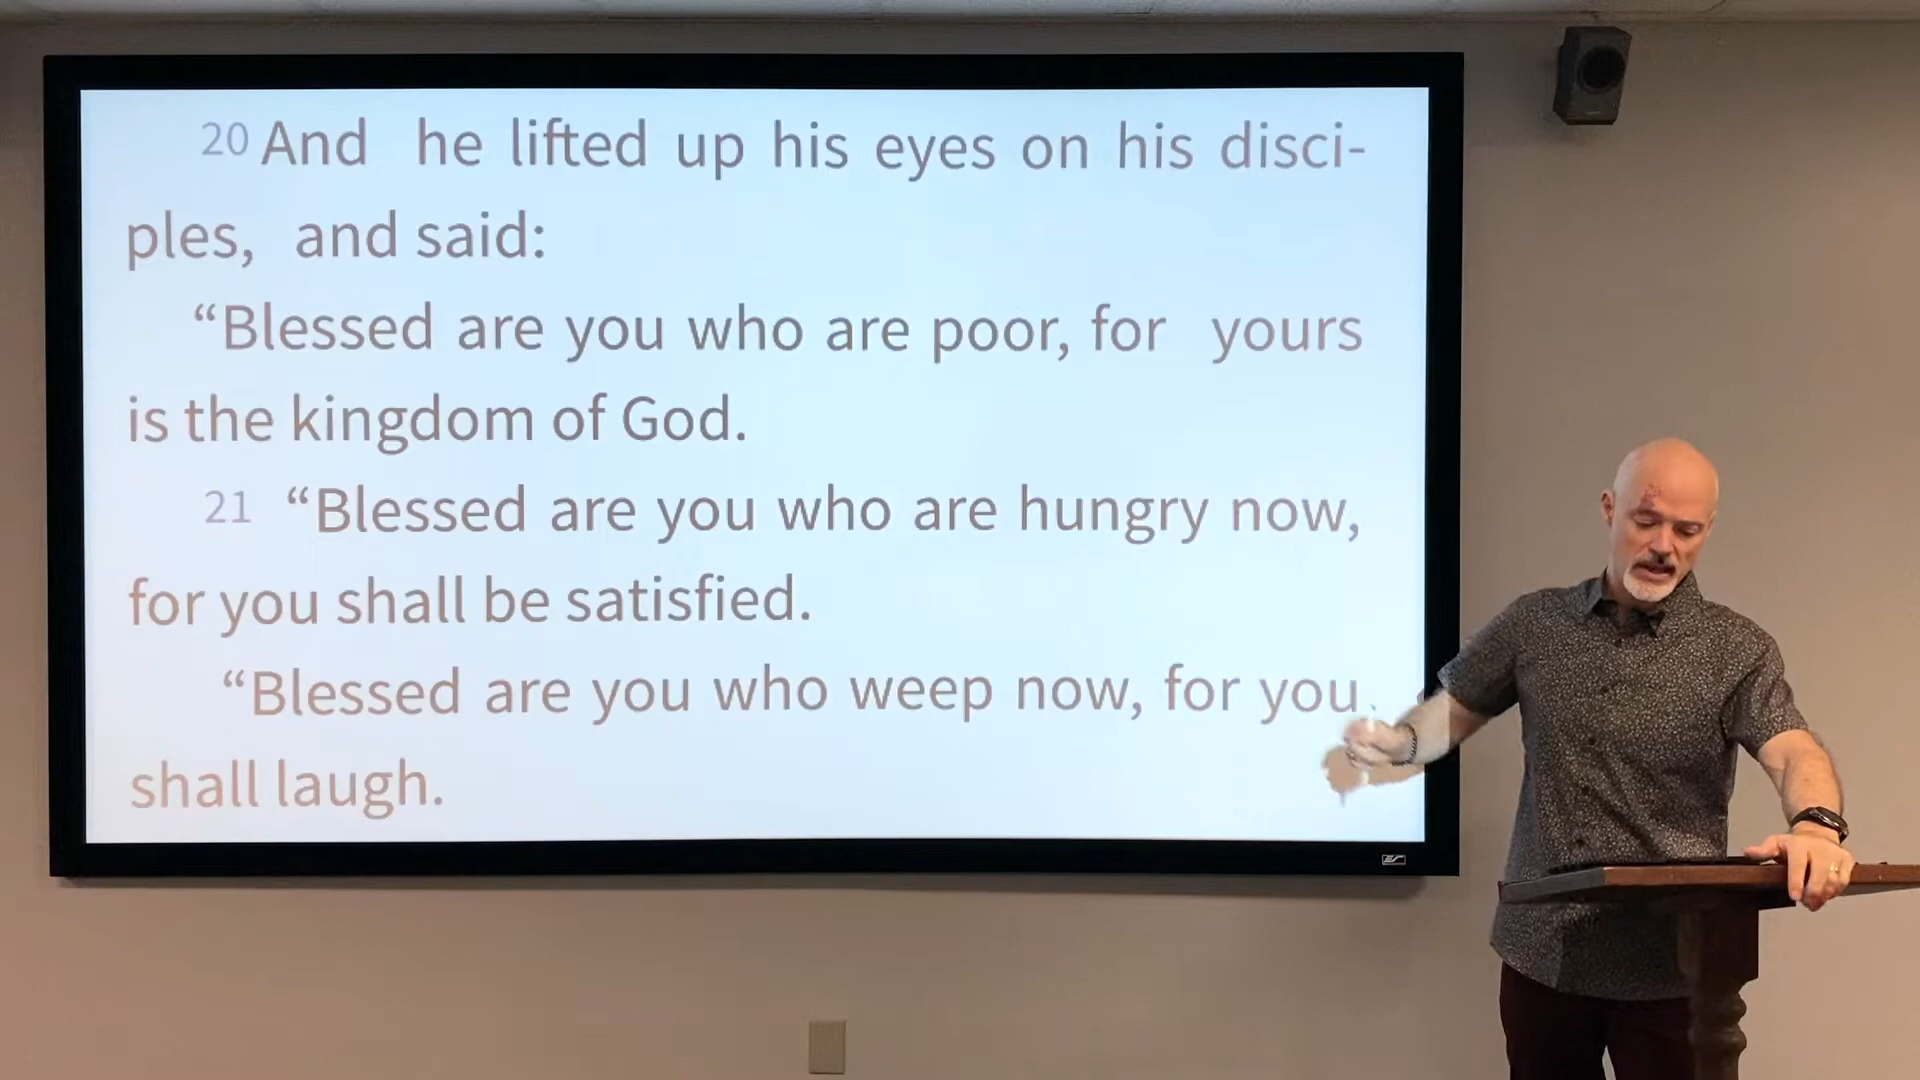 20 And he lifted up his eyes on his disci-
ples, and said:
“Blessed are you who are poor, for yours
is the kingdom of God.
21 “Blessed are you who are hungry now,
for you shall be satisfied.
“Blessed are you who weep now, for you
shall laugh.